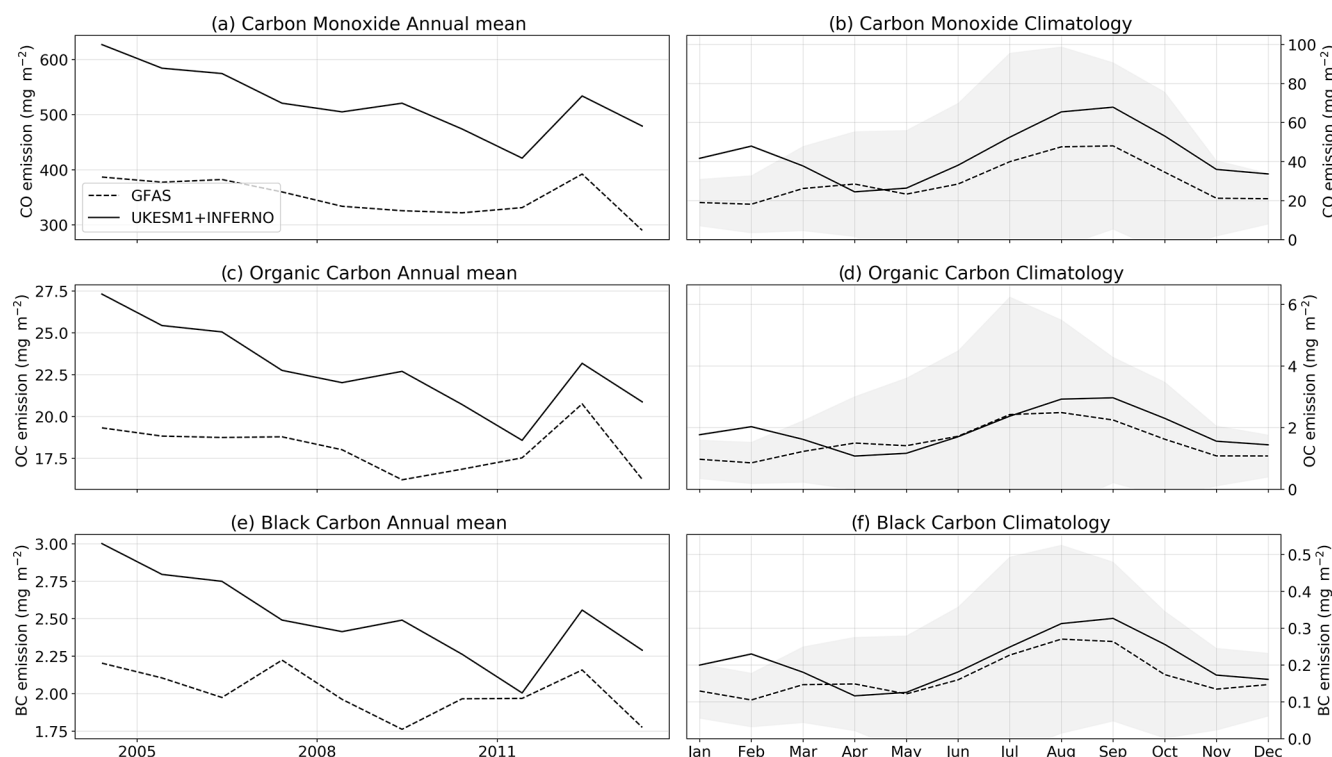 (a) Carbon Monoxide Annual mean
(b) Carbon Monoxide Climatology
CO emission (mg m⁻²)
600
500
400
300
GFAS
UKESM1+INFERNO
100
80
60
40
20
0
CO emission (mg m⁻²)
(c) Organic Carbon Annual mean
(d) Organic Carbon Climatology
OC emission (mg m⁻²)
27.5
25.0
22.5
20.0
17.5
6
4
2
0
OC emission (mg m⁻²)
(e) Black Carbon Annual mean
(f) Black Carbon Climatology
BC emission (mg m⁻²)
3.00
2.75
2.50
2.25
2.00
1.75
2005 2008 2011
0.5
0.4
0.3
0.2
0.1
0.0
BC emission (mg m⁻²)
Jan Feb Mar Apr May Jun Jul Aug Sep Oct Nov Dec